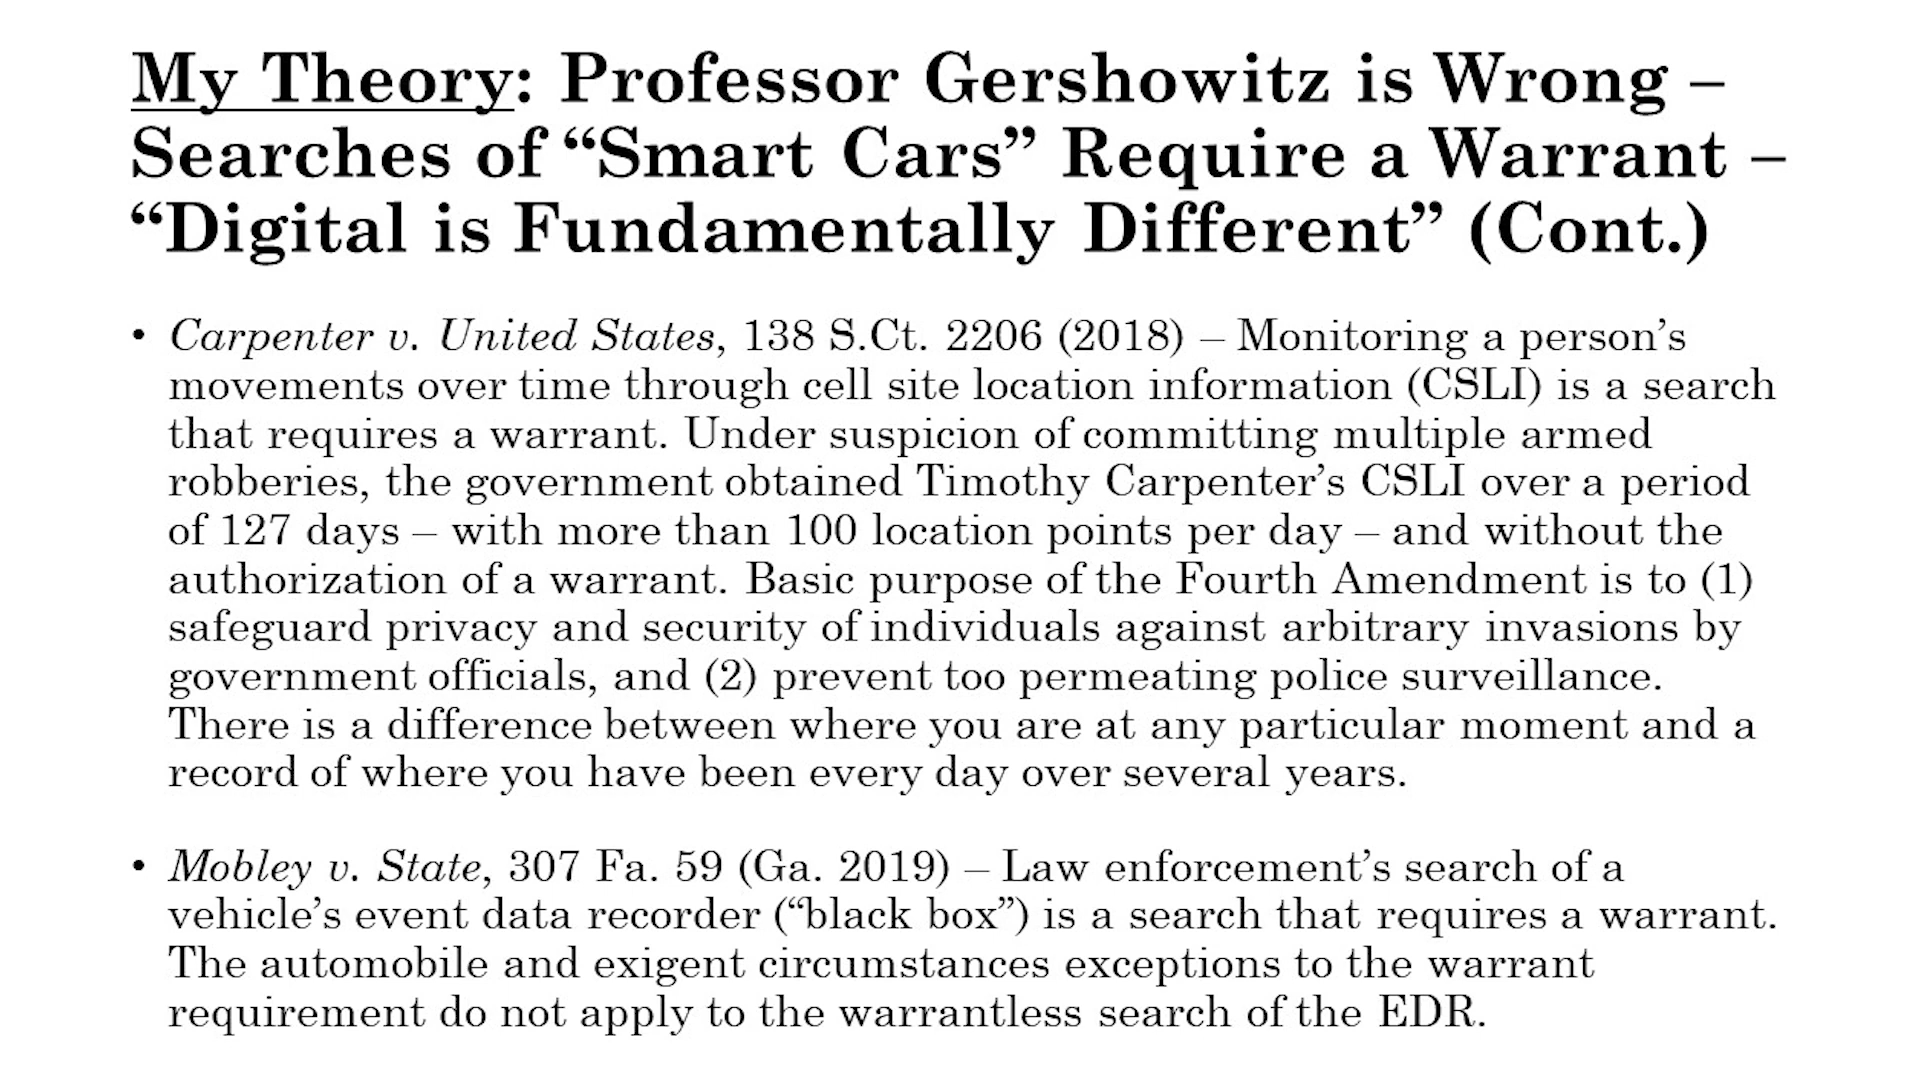 My Theory: Professor Gershowitz is Wrong –
Searches of “Smart Cars” Require a Warrant –
“Digital is Fundamentally Different” (Cont.)
• Carpenter v. United States, 138 S.Ct. 2206 (2018) – Monitoring a person’s
movements over time through cell site location information (CSLI) is a search
that requires a warrant. Under suspicion of committing multiple armed
robberies, the government obtained Timothy Carpenter’s CSLI over a period
of 127 days – with more than 100 location points per day – and without the
authorization of a warrant. Basic purpose of the Fourth Amendment is to (1)
safeguard privacy and security of individuals against arbitrary invasions by
government officials, and (2) prevent too permeating police surveillance.
There is a difference between where you are at any particular moment and a
record of where you have been every day over several years.
• Mobley v. State, 307 Fa. 59 (Ga. 2019) – Law enforcement’s search of a
vehicle’s event data recorder (“black box”) is a search that requires a warrant.
The automobile and exigent circumstances exceptions to the warrant
requirement do not apply to the warrantless search of the EDR.